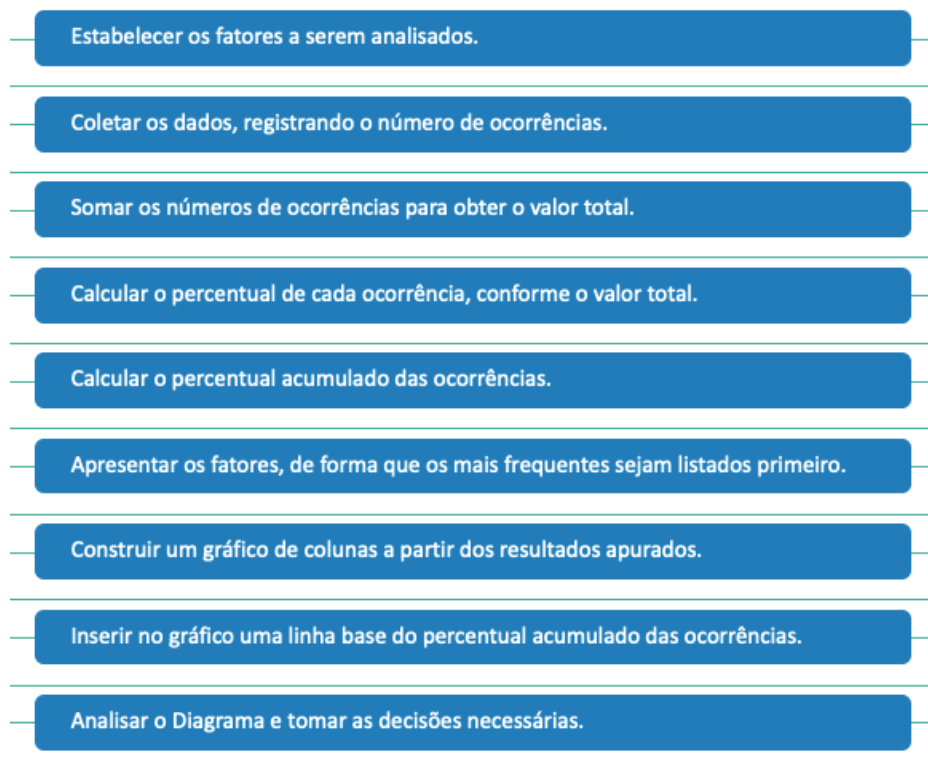 Estabelecer os fatores a serem analisados.
Coletar os dados, registrando o número de ocorrências.
Somar os números de ocorrências para obter o valor total.
Calcular o percentual de cada ocorrência, conforme o valor total.
Calcular o percentual acumulado das ocorrências.
Apresentar os fatores, de forma que os mais frequentes sejam listados primeiro.
Construir um gráfico de colunas a partir dos resultados apurados.
Inserir no gráfico uma linha base do percentual acumulado das ocorrências.
Analisar o Diagrama e tomar as decisões necessárias.